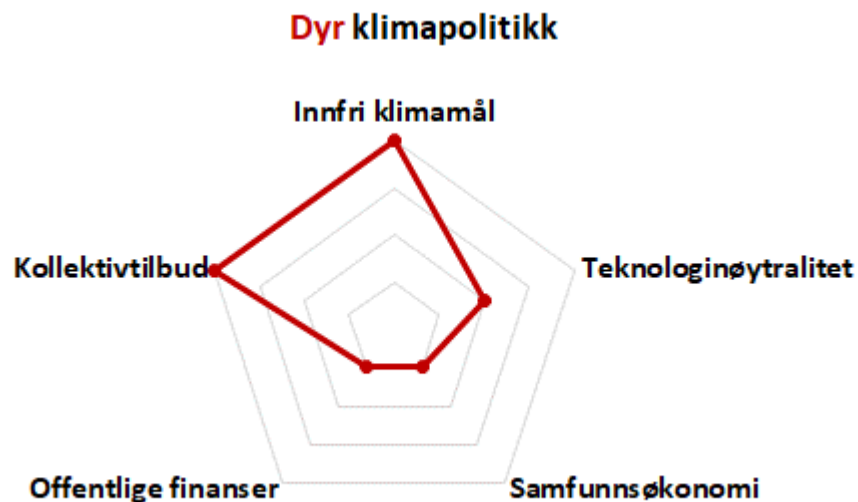 Dyr klimapolitikk
Innfri klimamål
Kollektivtilbud
Teknologinøytralitet
Offentlige finanser
Samfunnsøkonomi